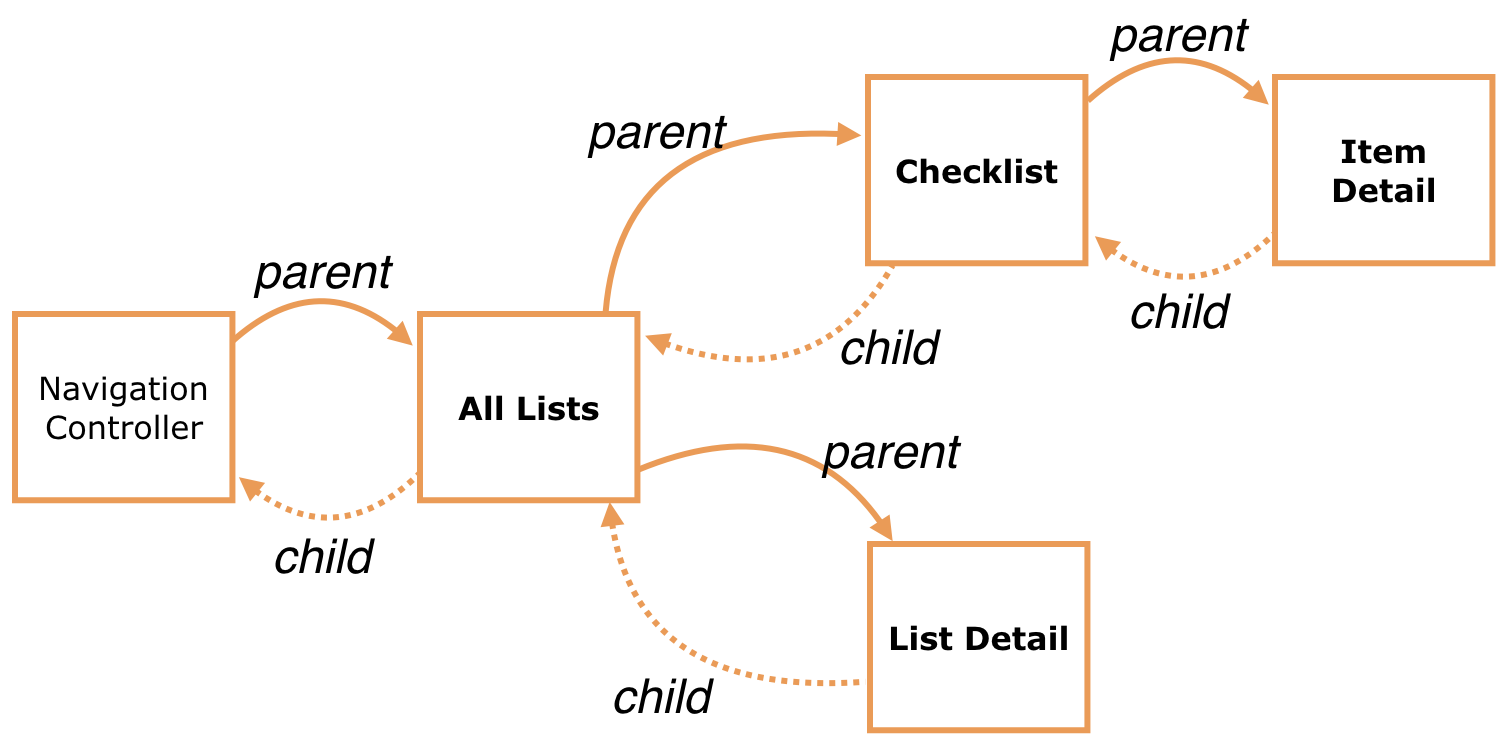 parent
parent
Checklist
Item
Detail
parent
child
child
Navigation
Controller
All Lists
parent
child
List Detail
child